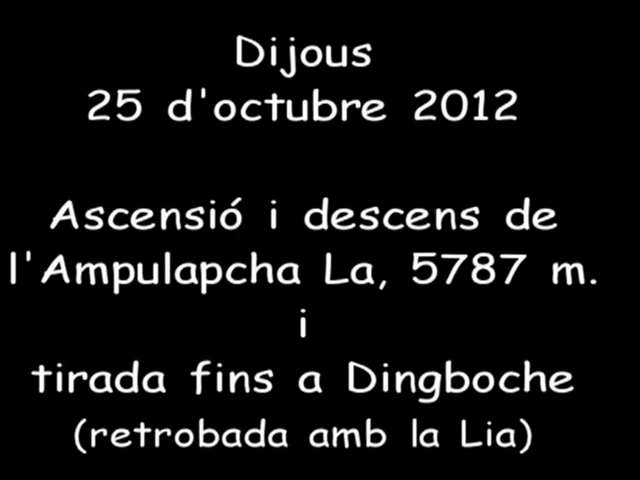 Dijous
25 d'octubre 2012
Ascensió i descens de
l'Ampulapcha La, 5787 m.
i
tirada fins a Dingboche
(retrobada amb la Lia)